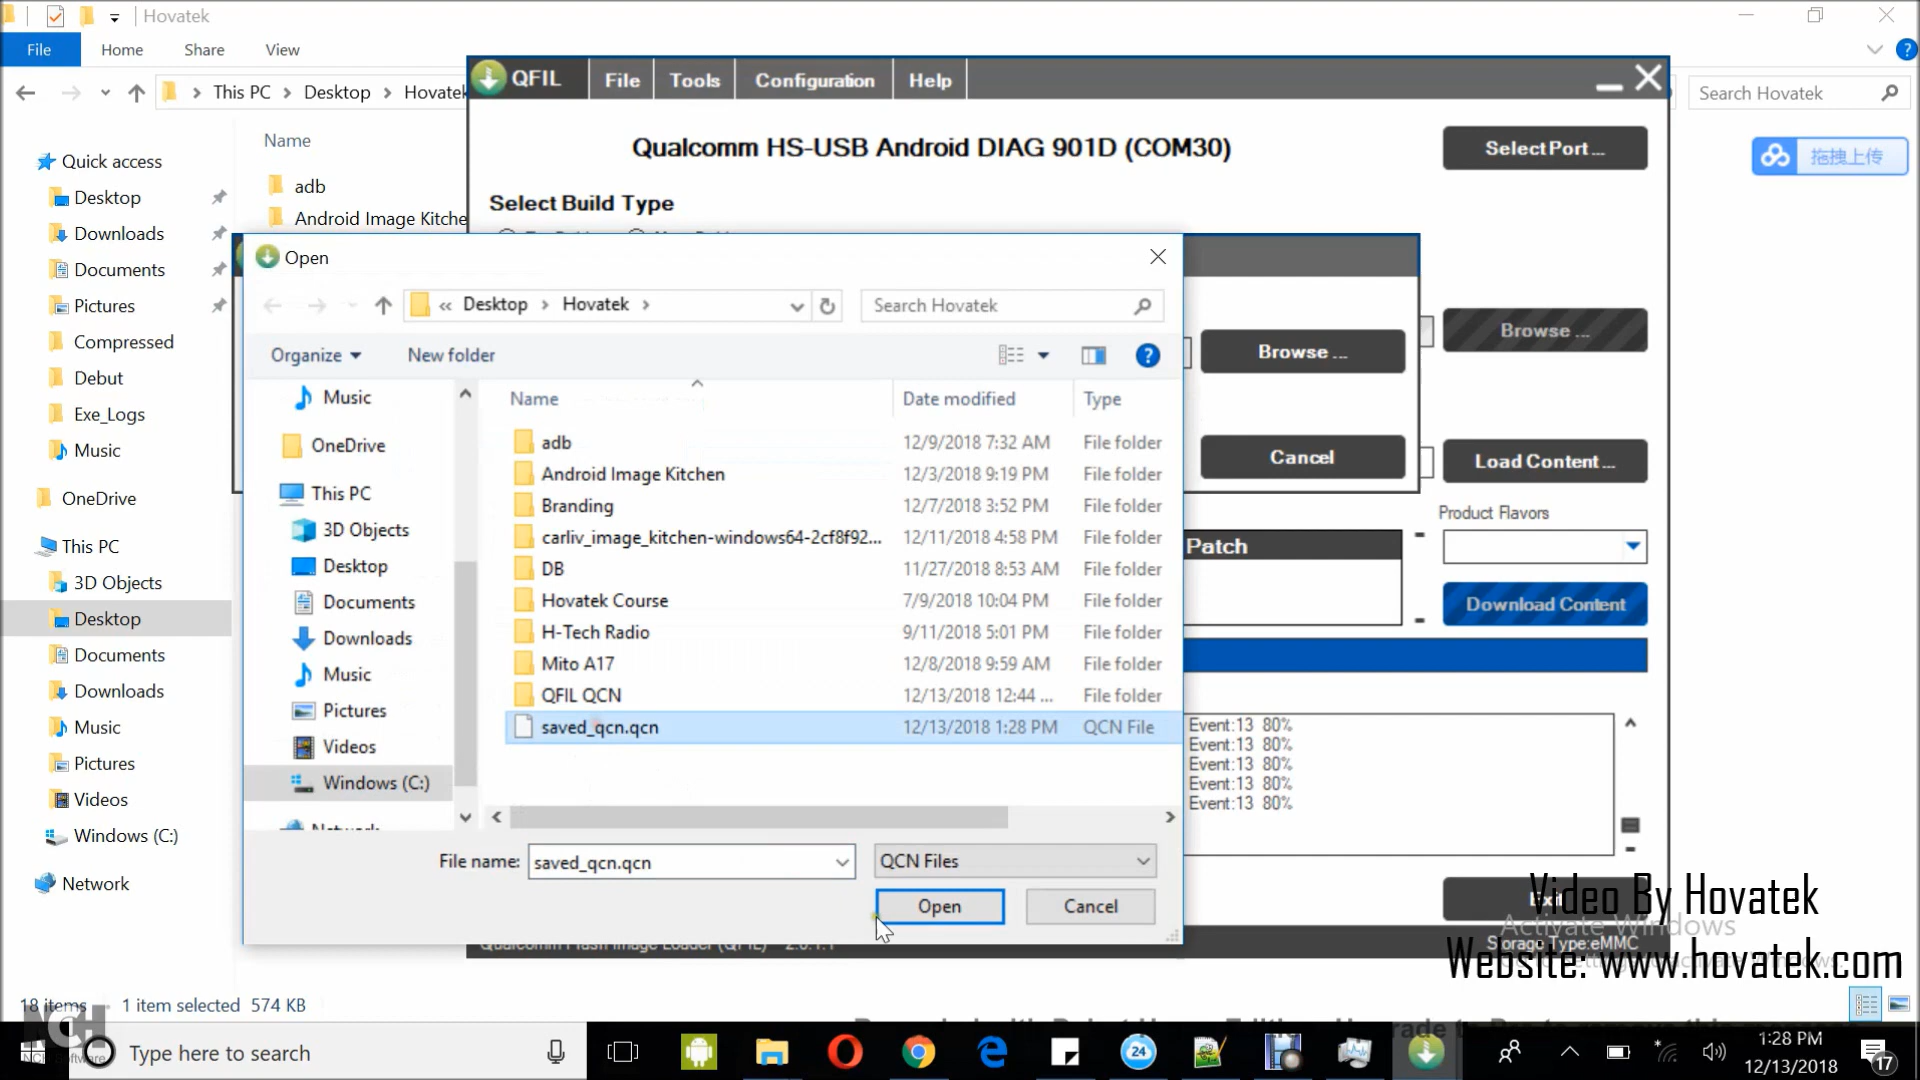 Hovatek
File Home Share View
This PC Desktop Hovatek
Search Hovatek
拖拽上传
Name
adb
Android Image Kitche
Quick access
Desktop
Downloads
Documents
Pictures
Compressed
Debut
Exe_Logs
Music
OneDrive
This PC
3D Objects
Desktop
Documents
Downloads
Music
Pictures
Videos
Windows (C:)
Network
18 items 1 item selected 574 KB
QFIL File Tools Configuration Help
Qualcomm HS-USB Android DIAG 901D (COM30)
Select Port ...
Select Build Type
Browse ...
Browse ...
Cancel
Load Content ...
Product Flavors
Patch
Download Content
Event:13 80%
Event:13 80%
Event:13 80%
Event:13 80%
Event:13 80%
Storage Type:eMMC
Open
« Desktop Hovatek
Search Hovatek
Organize New folder
Music
OneDrive
This PC
3D Objects
Desktop
Documents
Downloads
Music
Pictures
Videos
Windows (C:)
Network
Name Date modified Type
adb 12/9/2018 7:32 AM File folder
Android Image Kitchen 12/3/2018 9:19 PM File folder
Branding 12/7/2018 3:52 PM File folder
carliv_image_kitchen-windows64-2cf8f92... 12/11/2018 4:58 PM File folder
DB 11/27/2018 8:53 AM File folder
Hovatek Course 7/9/2018 10:04 PM File folder
H-Tech Radio 9/11/2018 5:01 PM File folder
Mito A17 12/8/2018 9:59 AM File folder
QFIL QCN 12/13/2018 12:44 ... File folder
saved_qcn.qcn 12/13/2018 1:28 PM QCN File
File name: saved_qcn.qcn QCN Files
Open Cancel
Qualcomm Flash Image Loader (QFIL) 2.0.1.1
Video By Hovatek
Activate Windows
Website: www.hovatek.com
NCH
Type here to search
24
1:28 PM
12/13/2018
17